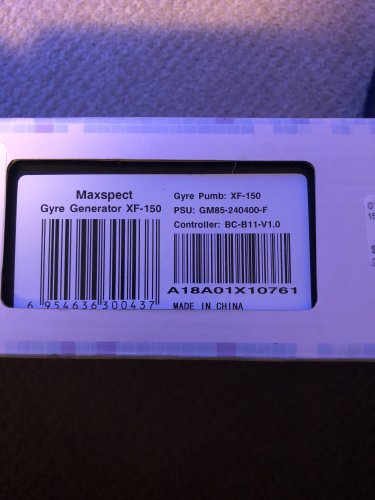 Maxspect
Gyre Generator XF-150
6 954636 300437
Gyre Pumb: XF-150
PSU: GM85-240400-F
Controller: BC-B11-V1.0
A18A01X10761
MADE IN CHINA